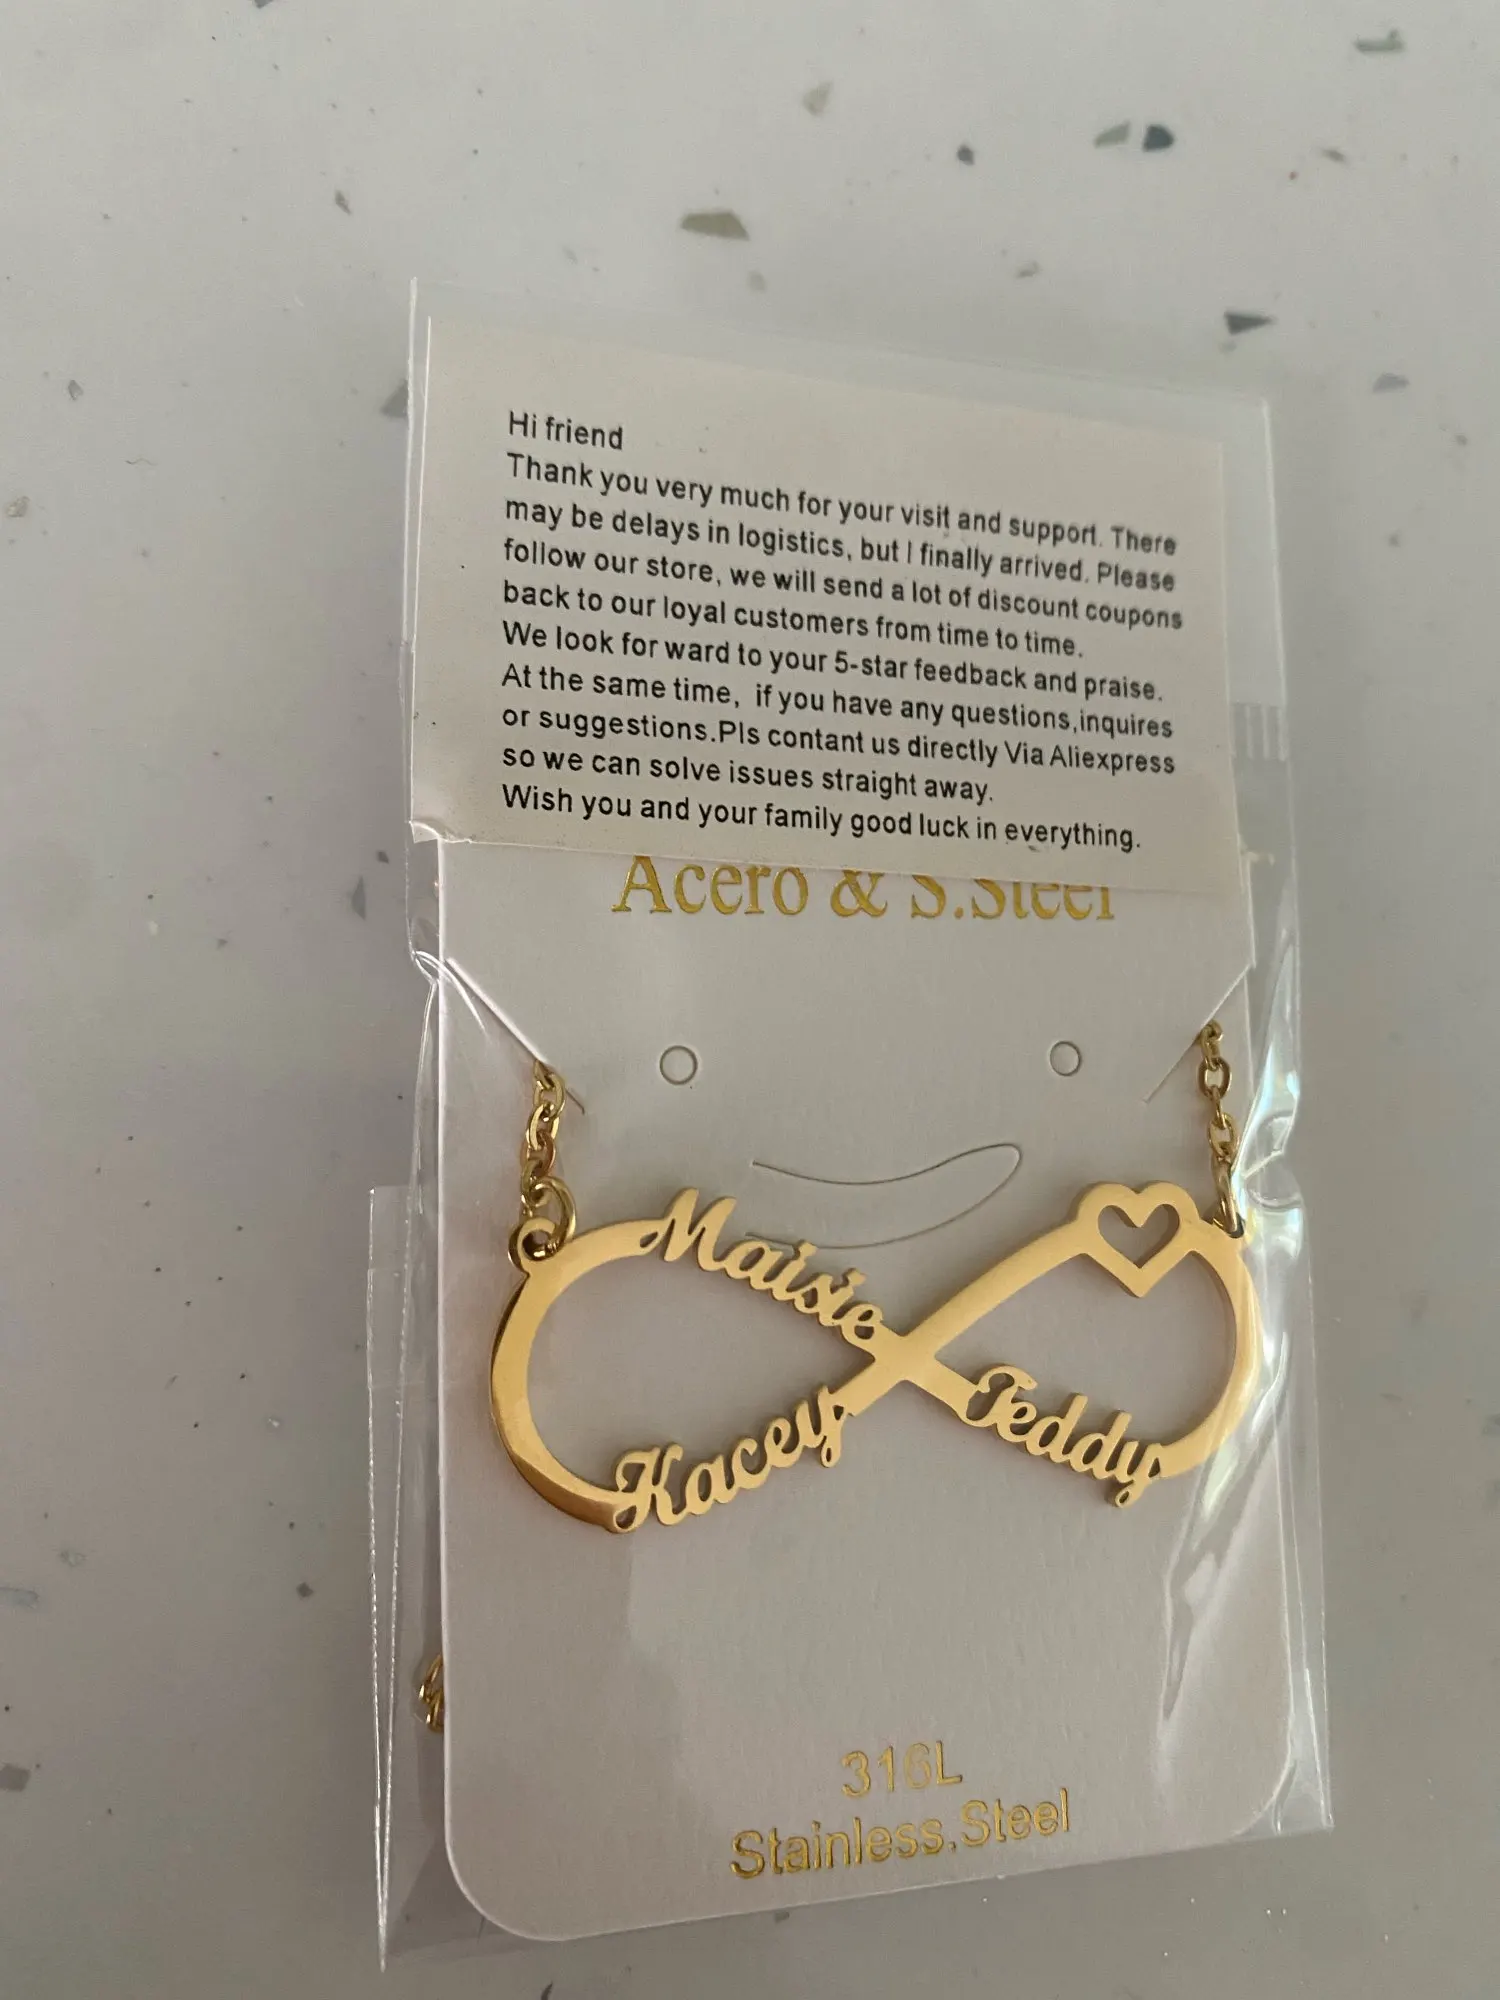 Hi friend
Thank you very much for your visit and support. There
may be delays in logistics, but I finally arrived. Please
follow our store, we will send a lot of discount coupons
back to our loyal customers from time to time.
We look for ward to your 5-star feedback and praise.
At the same time, if you have any questions,inquires
or suggestions.Pls contant us directly Via Aliexpress
so we can solve issues straight away.
Wish you and your family good luck in everything.
Acero & S.Steel
Maisie
Kacey
Teddy
316L
Stainless.Steel